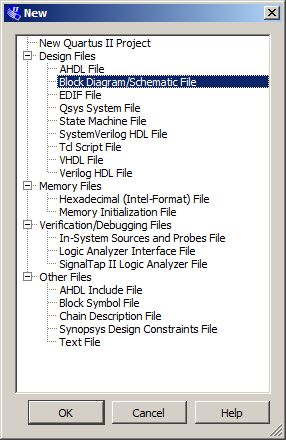 New
New Quartus II Project
Design Files
AHDL File
Block Diagram/Schematic File
EDIF File
Qsys System File
State Machine File
SystemVerilog HDL File
Tcl Script File
VHDL File
Verilog HDL File
Memory Files
Hexadecimal (Intel-Format) File
Memory Initialization File
Verification/Debugging Files
In-System Sources and Probes File
Logic Analyzer Interface File
SignalTap II Logic Analyzer File
Other Files
AHDL Include File
Block Symbol File
Chain Description File
Synopsys Design Constraints File
Text File
OK Cancel Help